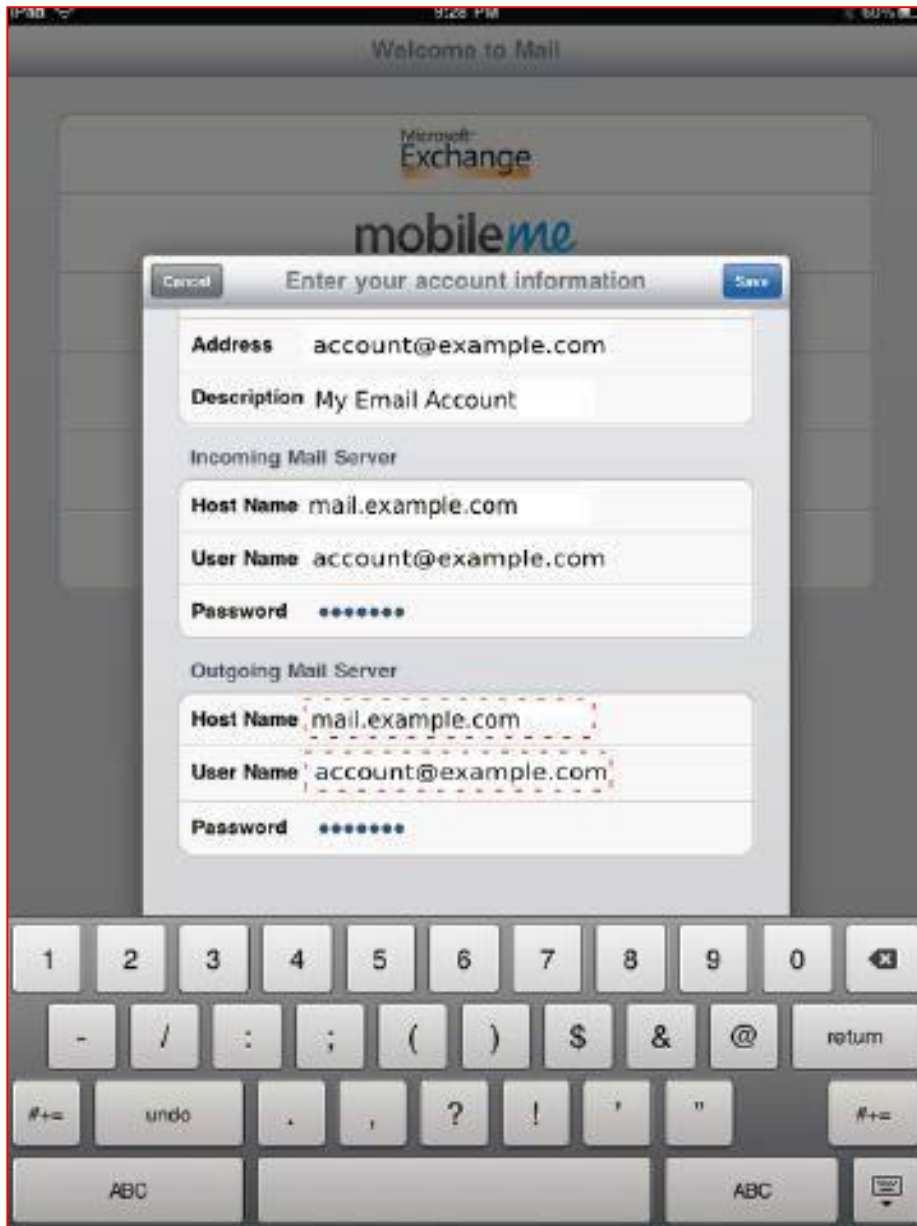 iPad 9:28 PM 60%
Welcome to Mail
Microsoft
Exchange
mobileme
Cancel Enter your account information Save
Address account@example.com
Description My Email Account
Incoming Mail Server
Host Name mail.example.com
User Name account@example.com
Password •••••••
Outgoing Mail Server
Host Name mail.example.com
User Name account@example.com
Password •••••••
1 2 3 4 5 6 7 8 9 0
- / : ; ( ) $ & @ return
#+= undo . , ? ! ' " #+=
ABC ABC